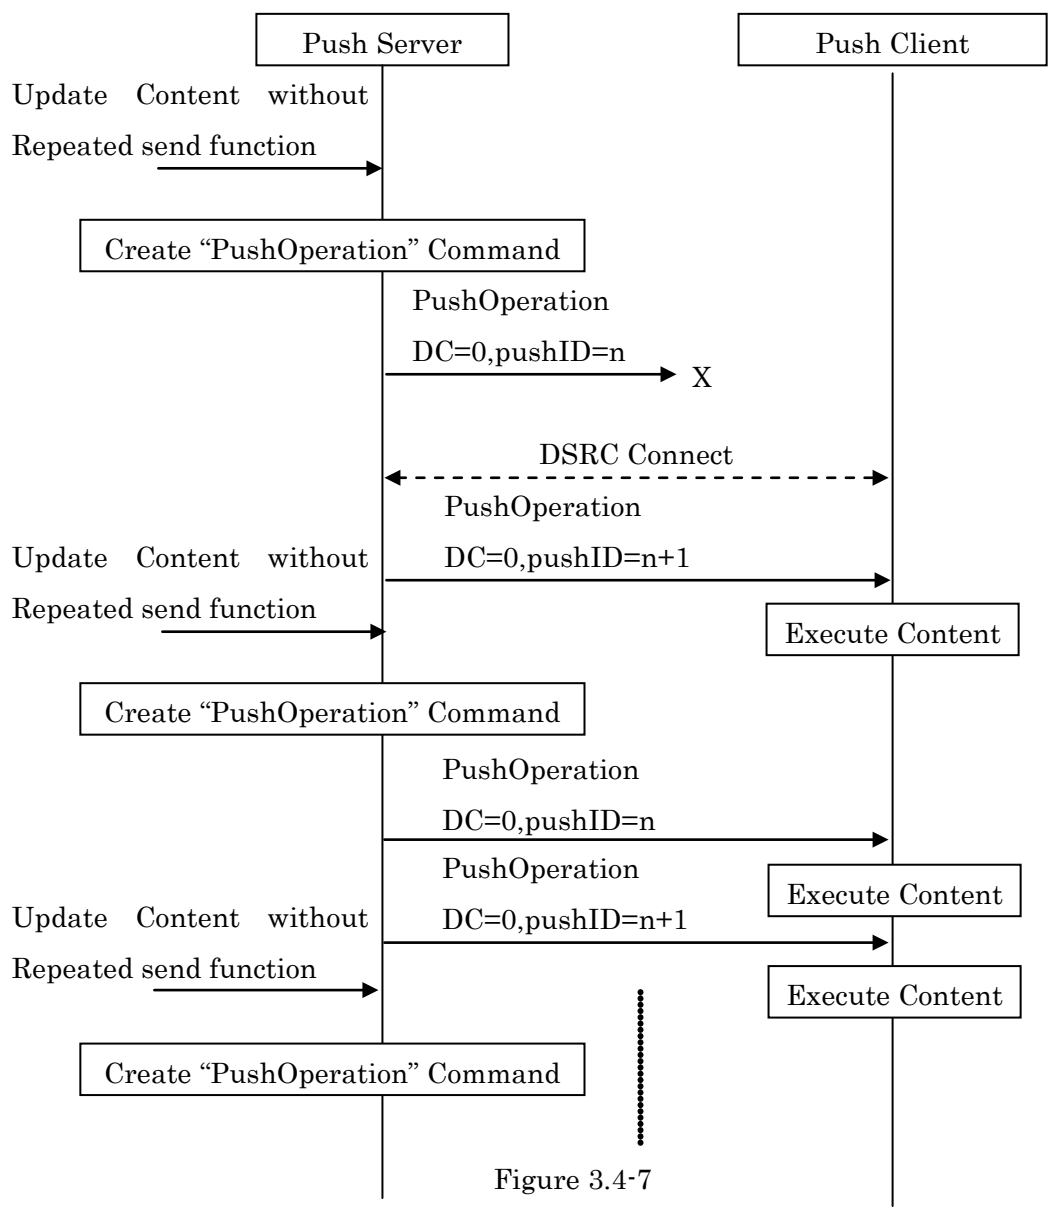 Push Server
Push Client
Update Content without
Repeated send function
Create “PushOperation” Command
PushOperation
DC=0,pushID=n
X
DSRC Connect
PushOperation
DC=0,pushID=n+1
Update Content without
Repeated send function
Execute Content
Create “PushOperation” Command
PushOperation
DC=0,pushID=n
PushOperation
Execute Content
DC=0,pushID=n+1
Update Content without
Repeated send function
Execute Content
Create “PushOperation” Command
Figure 3.4-7